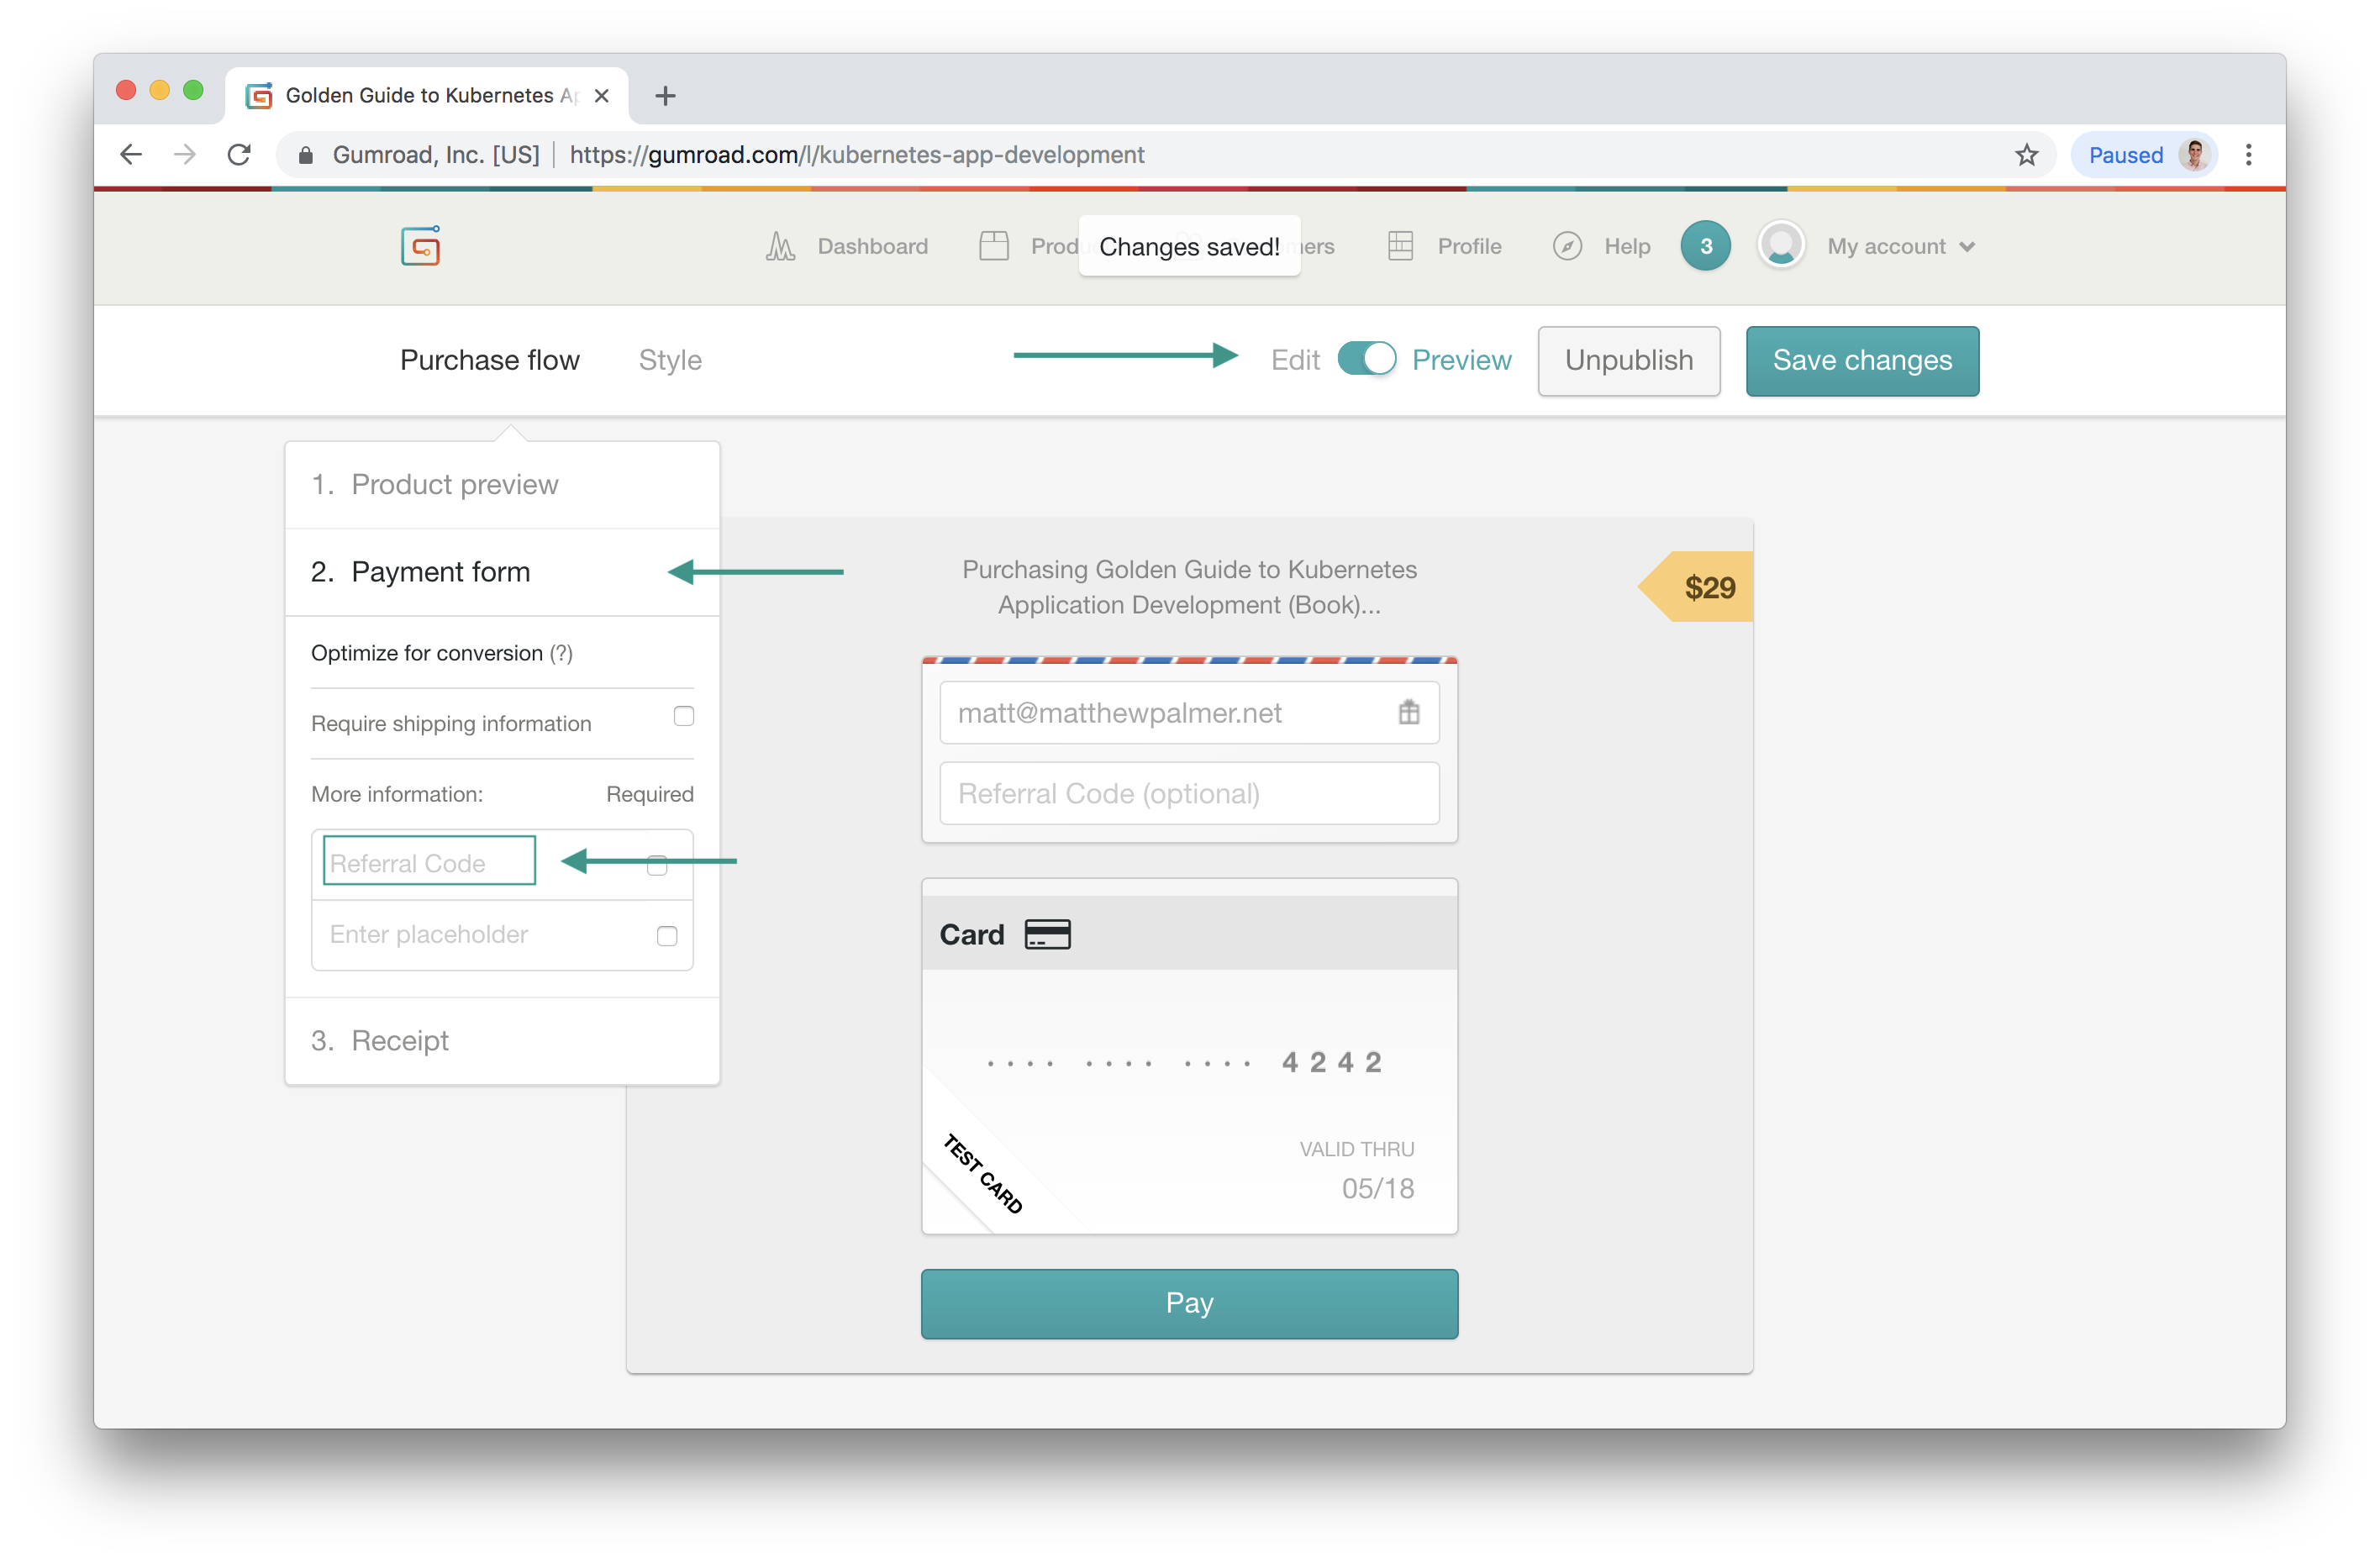 Golden Guide to Kubernetes Ap
Gumroad, Inc. [US] | https://gumroad.com/l/kubernetes-app-development
Paused
Dashboard
Produ
Changes saved!
mers
Profile
Help
3
My account
Purchase flow
Style
Edit
Preview
Unpublish
Save changes
1. Product preview
2. Payment form
Optimize for conversion (?)
Require shipping information
More information:
Required
Referral Code
Enter placeholder
3. Receipt
Purchasing Golden Guide to Kubernetes
Application Development (Book)...
$29
matt@matthewpalmer.net
Referral Code (optional)
Card
.... .... .... 4242
VALID THRU
05/18
TEST CARD
Pay